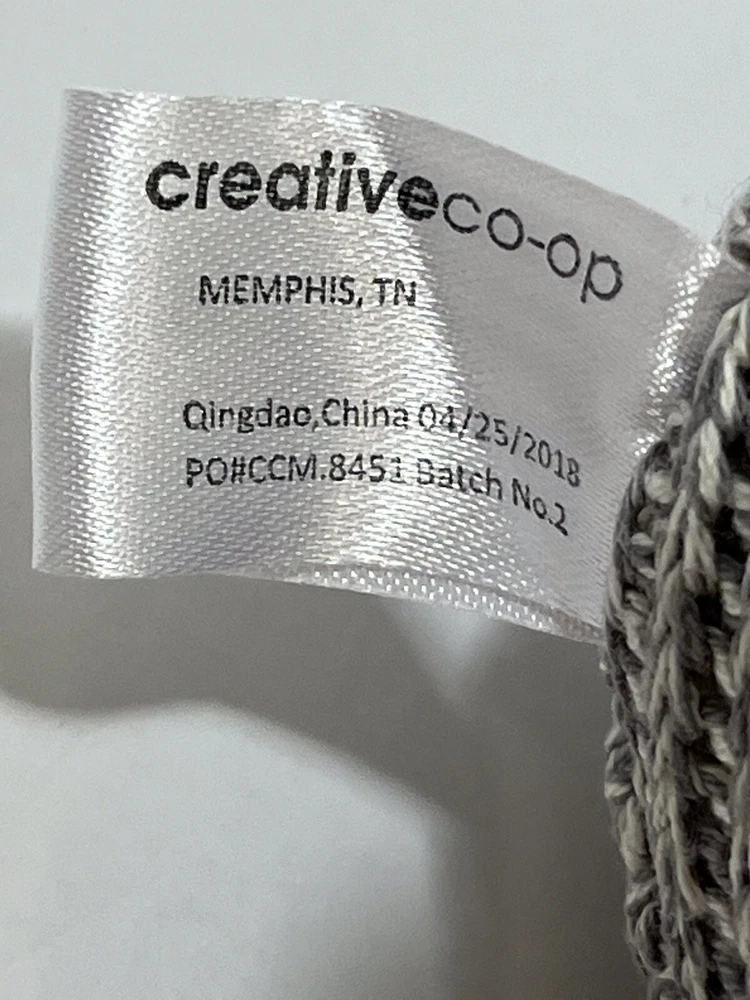 creativeco-op
MEMPHIS, TN
Qingdao,China 04/25/2018
PO#CCM.8451 Batch No.2